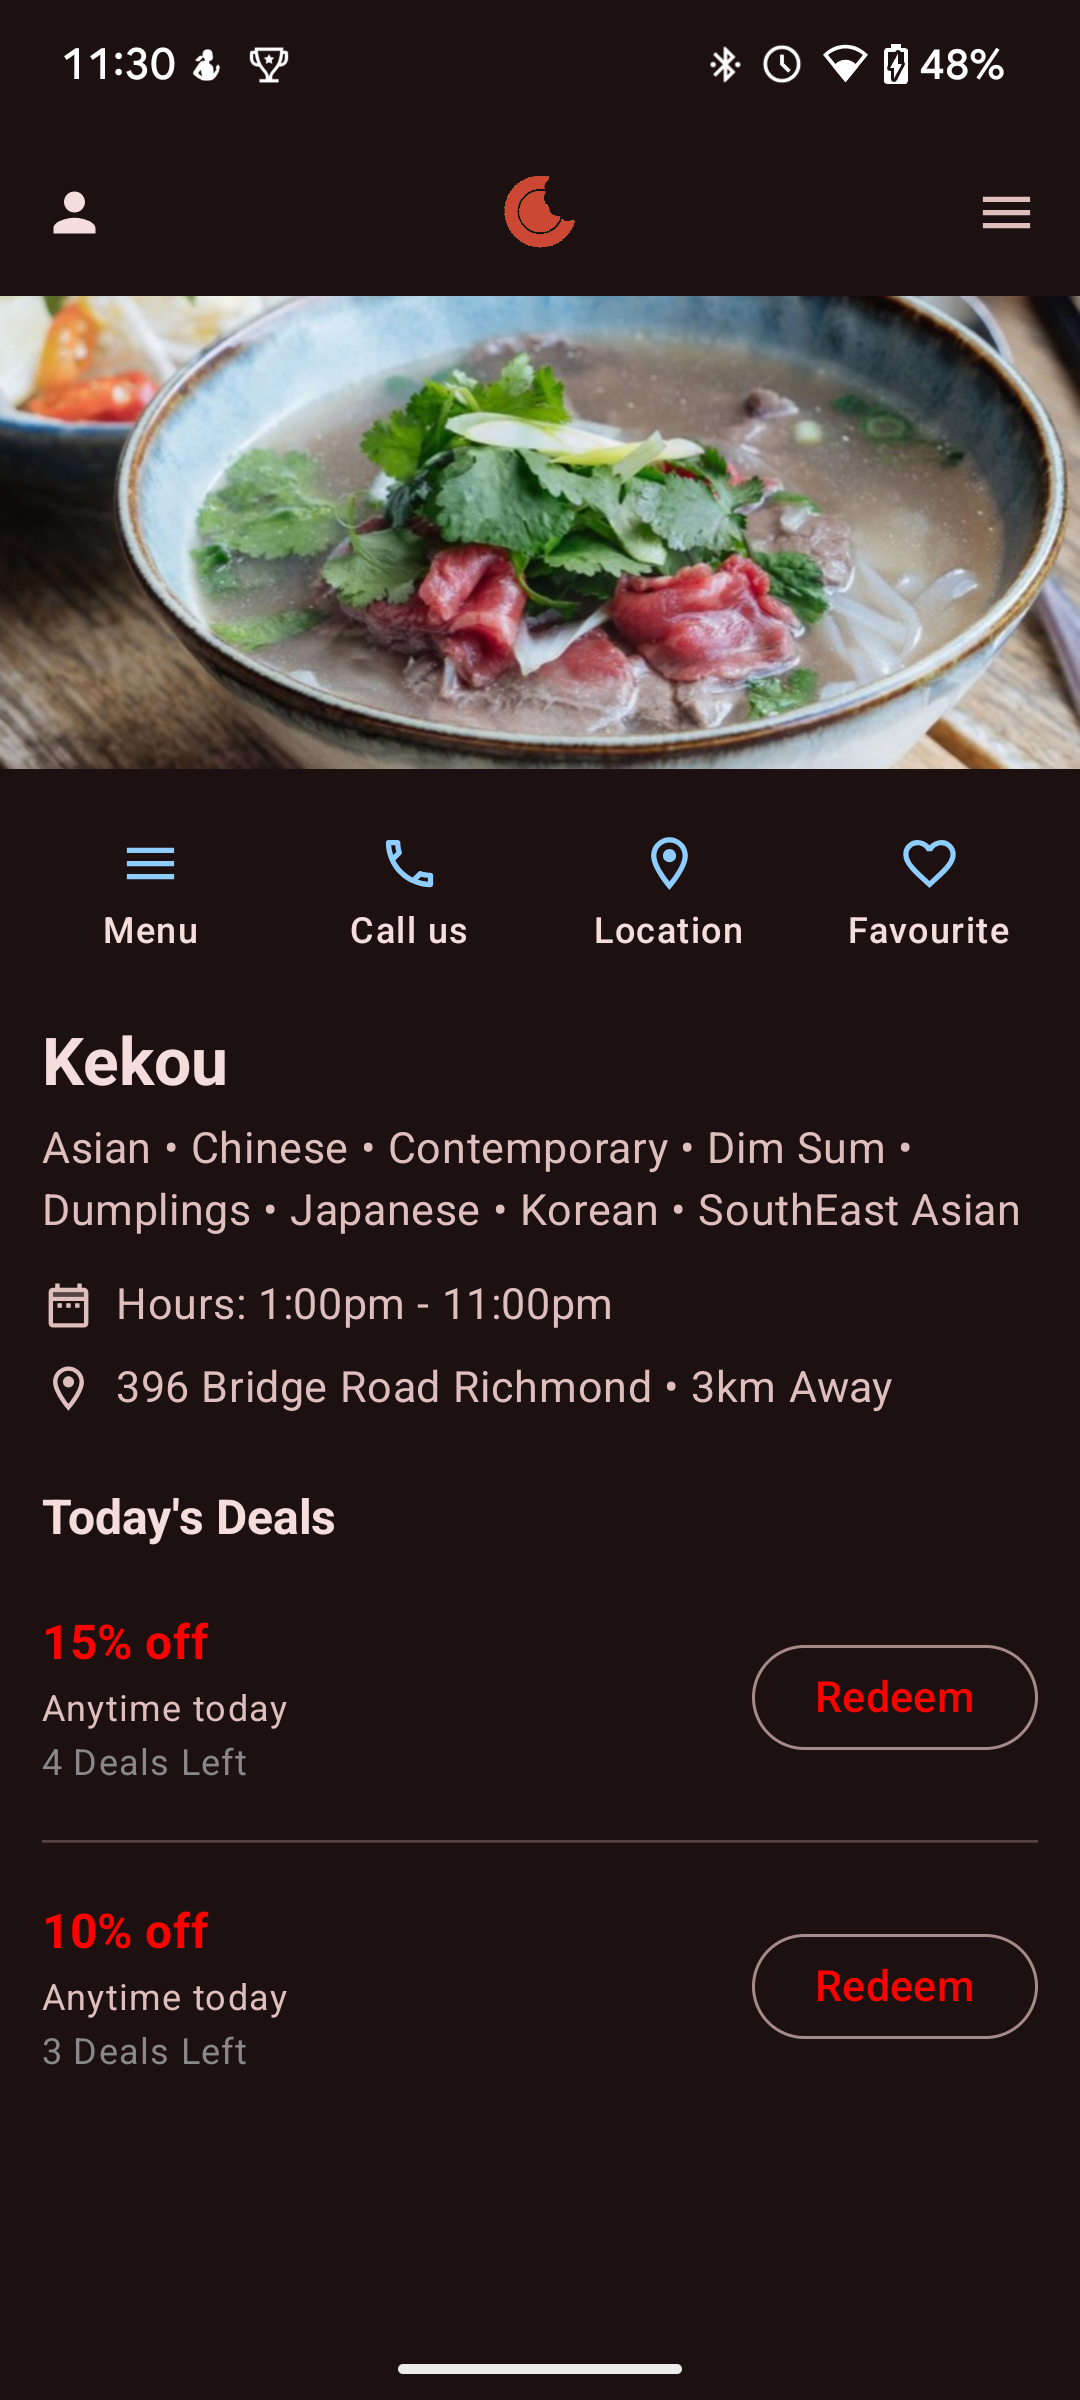 11:30
48%
Menu
Call us
Location
Favourite
Kekou
Asian • Chinese • Contemporary • Dim Sum •
Dumplings • Japanese • Korean • SouthEast Asian
Hours: 1:00pm - 11:00pm
396 Bridge Road Richmond • 3km Away
Today's Deals
15% off
Anytime today
4 Deals Left
Redeem
10% off
Anytime today
3 Deals Left
Redeem